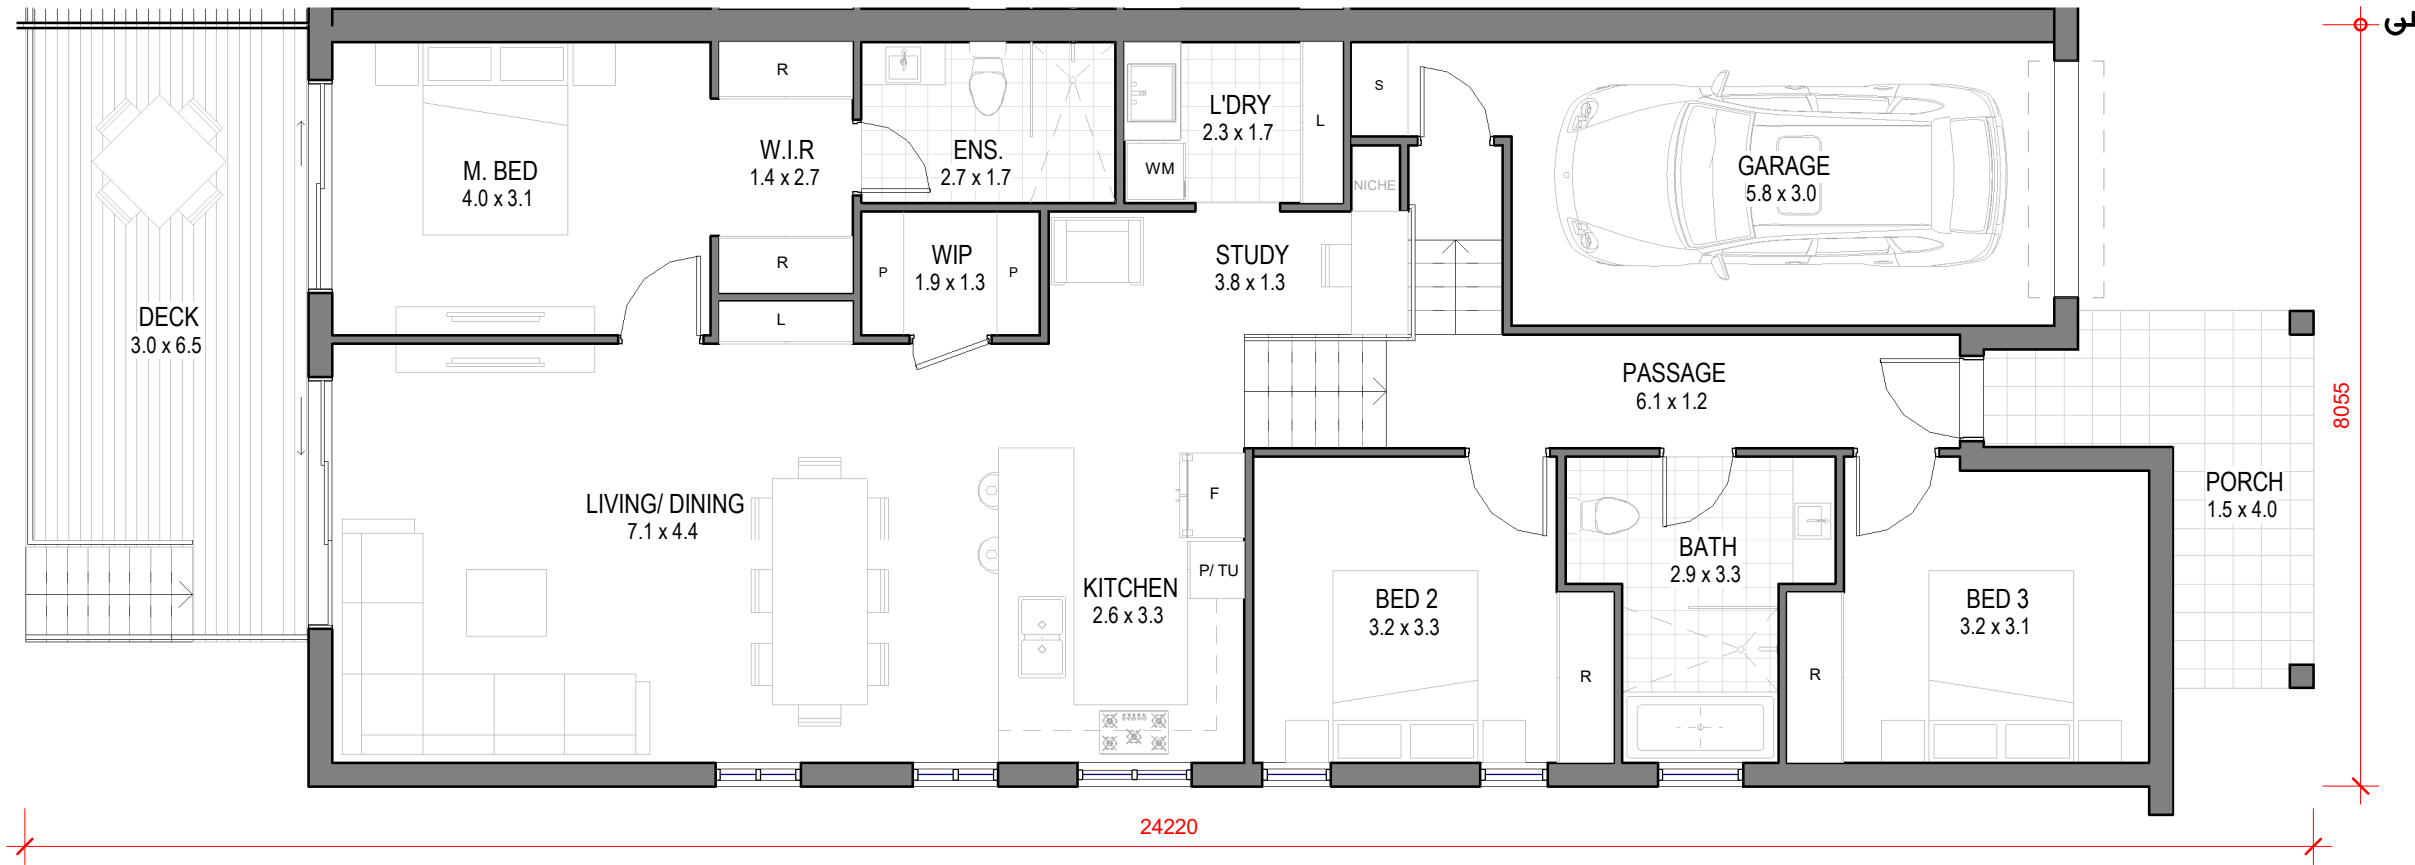 R
S
L'DRY
2.3 x 1.7
L
W.I.R
1.4 x 2.7
ENS.
2.7 x 1.7
M. BED
4.0 x 3.1
WM
NICHE
GARAGE
5.8 x 3.0
R
WIP
1.9 x 1.3
P
P
STUDY
3.8 x 1.3
DECK
3.0 x 6.5
L
PASSAGE
6.1 x 1.2
8055
LIVING/ DINING
7.1 x 4.4
F
PORCH
1.5 x 4.0
BATH
2.9 x 3.3
P/ TU
KITCHEN
2.6 x 3.3
BED 2
3.2 x 3.3
BED 3
3.2 x 3.1
R
R
24220